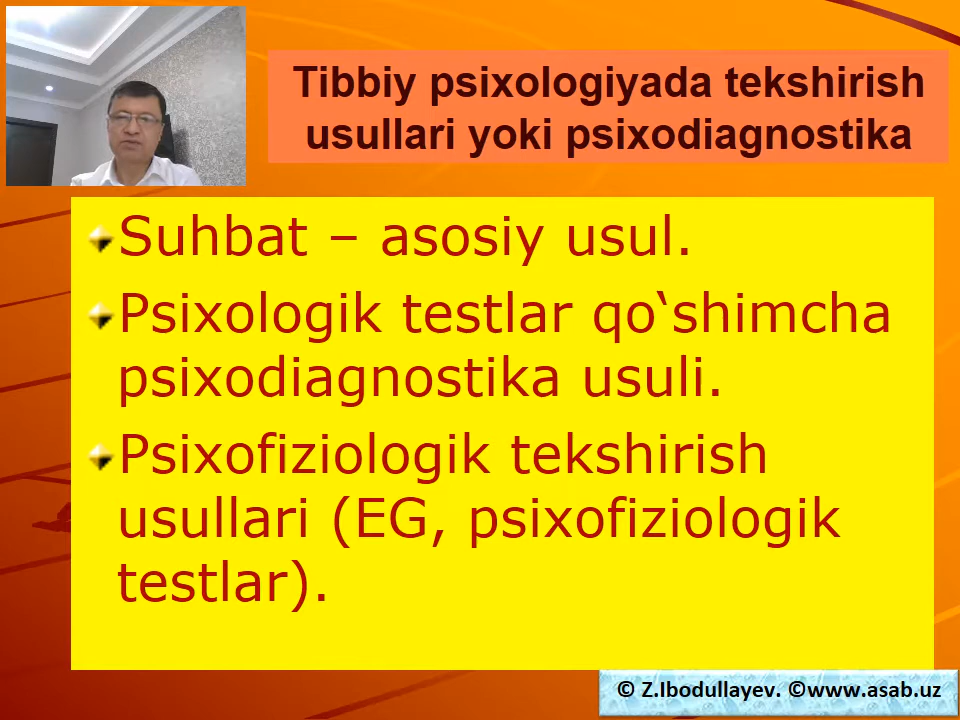 Tibbiy psixologiyada tekshirish
usullari yoki psixodiagnostika
Suhbat – asosiy usul.
Psixologik testlar qo‘shimcha
psixodiagnostika usuli.
Psixofiziologik tekshirish
usullari (EG, psixofiziologik
testlar).
© Z.Ibodullayev. ©www.asab.uz